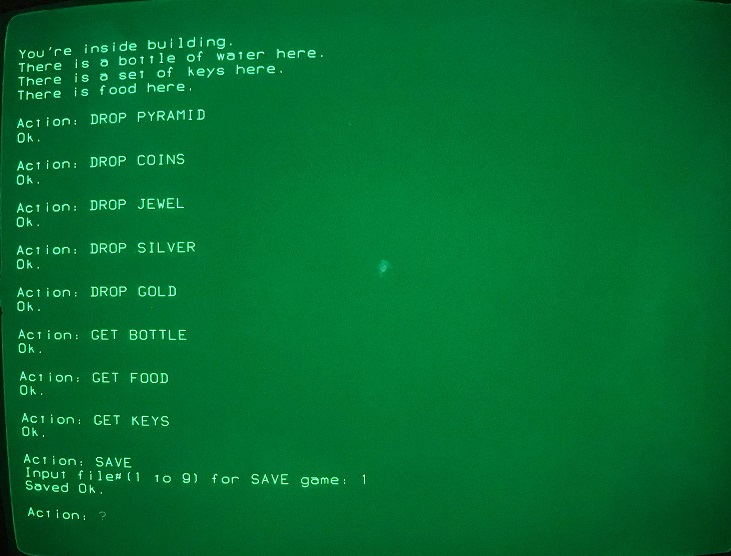 You're inside building.
There is a bottle of water here.
There is a set of keys here.
There is food here.
Action: DROP PYRAMID
Ok.
Action: DROP COINS
Ok.
Action: DROP JEWEL
Ok.
Action: DROP SILVER
Ok.
Action: DROP GOLD
Ok.
Action: GET BOTTLE
Ok.
Action: GET FOOD
Ok.
Action: GET KEYS
Ok.
Action: SAVE
Input file#(1 to 9) for SAVE game: 1
Saved Ok.
Action: ?